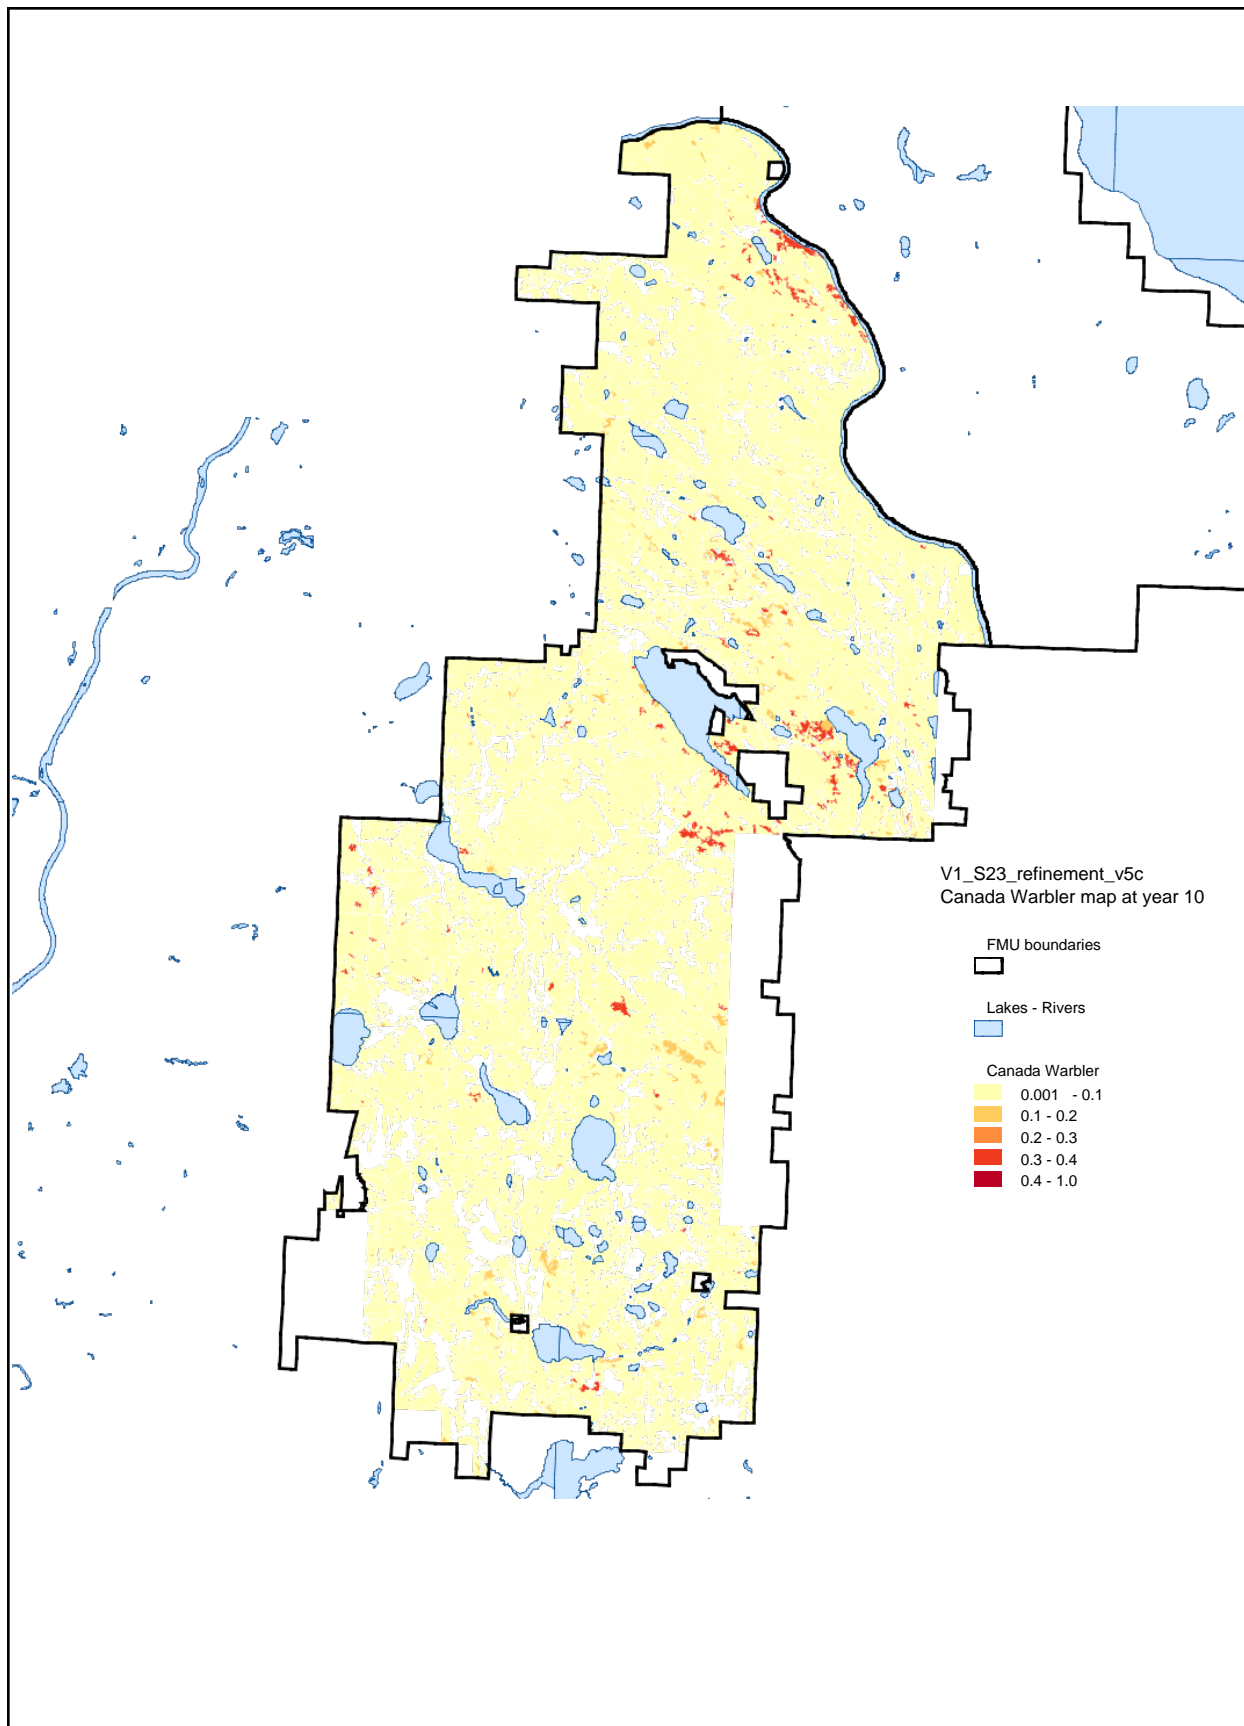 V1_S23_refinement_v5c
Canada Warbler map at year 10
FMU boundaries
Lakes - Rivers
Canada Warbler
0.001 - 0.1
0.1 - 0.2
0.2 - 0.3
0.3 - 0.4
0.4 - 1.0